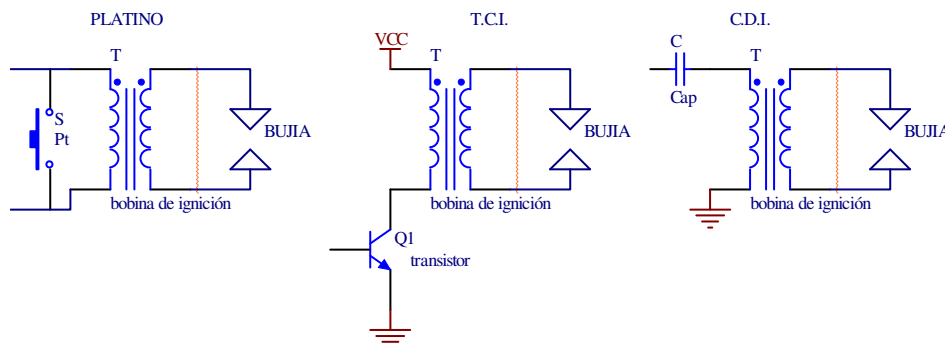 PLATINO
T
S
Pt
BUJIA
bobina de ignición
T.C.I.
VCC
T
BUJIA
bobina de ignición
Q1
transistor
C.D.I.
C
Cap
T
BUJIA
bobina de ignición